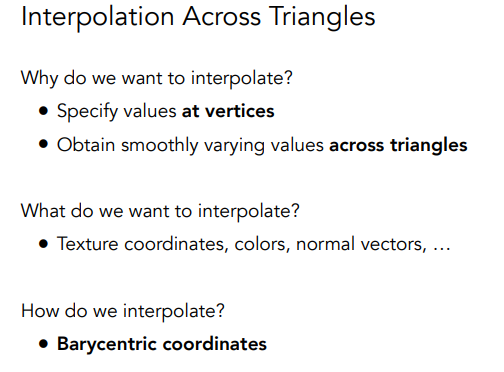 Interpolation Across Triangles
Why do we want to interpolate?
• Specify values at vertices
• Obtain smoothly varying values across triangles
What do we want to interpolate?
• Texture coordinates, colors, normal vectors, …
How do we interpolate?
• Barycentric coordinates